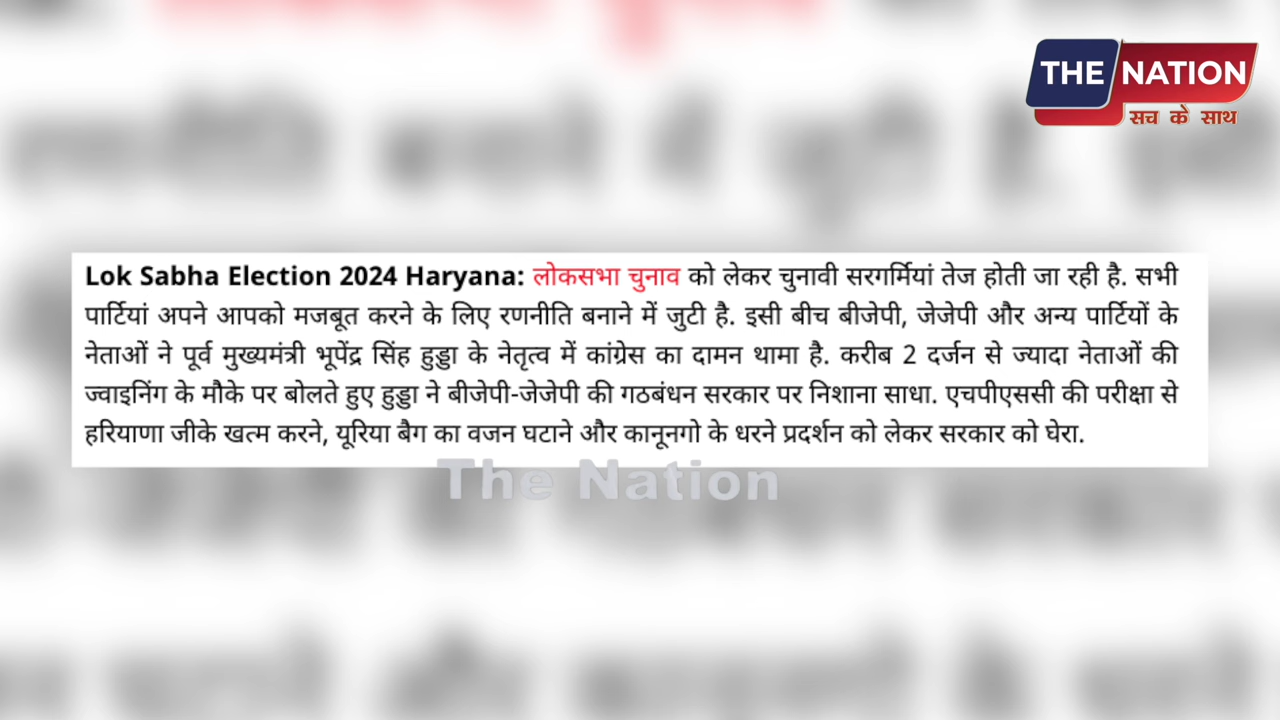 THE NATION
सच के साथ
Lok Sabha Election 2024 Haryana: लोकसभा चुनाव को लेकर चुनावी सरगर्मियां तेज होती जा रही है. सभी
पार्टियां अपने आपको मजबूत करने के लिए रणनीति बनाने में जुटी है. इसी बीच बीजेपी, जेजेपी और अन्य पार्टियों के
नेताओं ने पूर्व मुख्यमंत्री भूपेंद्र सिंह हुड्डा के नेतृत्व में कांग्रेस का दामन थामा है. करीब 2 दर्जन से ज्यादा नेताओं की
ज्वाइनिंग के मौके पर बोलते हुए हुड्डा ने बीजेपी-जेजेपी की गठबंधन सरकार पर निशाना साधा. एचपीएससी की परीक्षा से
हरियाणा जीके खत्म करने, यूरिया बैग का वजन घटाने और कानूनगो के धरने प्रदर्शन को लेकर सरकार को घेरा.
The Nation